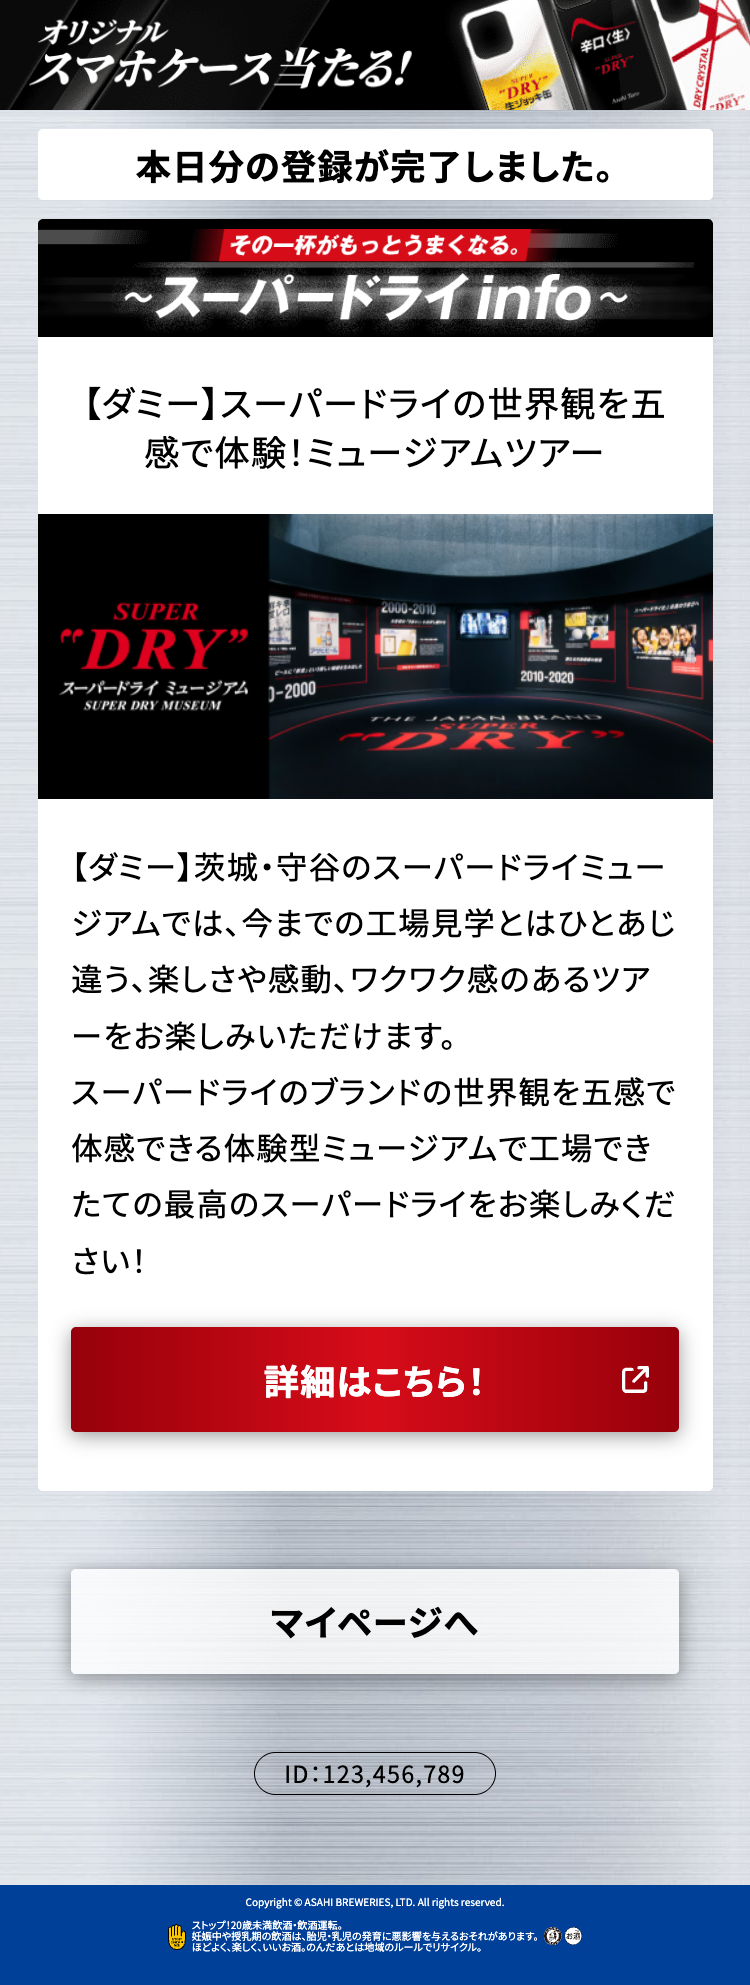 オリジナル
スマホケース当たる!
SUPER
"DRY"
生ジョッキ缶
辛口〈生〉
SUPER
"DRY"
Asahi Taro
DRY CRYSTAL
"DRY"
本日分の登録が完了しました。
その一杯がもっとうまくなる。
～スーパードライinfo～
【ダミー】スーパードライの世界観を五
感で体験!ミュージアムツアー
SUPER
"DRY"
スーパードライ ミュージアム
SUPER DRY MUSEUM
2000-2010
2010-2020
THE JAPAN BRAND
SUPER
"DRY"
【ダミー】茨城・守谷のスーパードライミュー
ジアムでは、今までの工場見学とはひとあじ
違う、楽しさや感動、ワクワク感のあるツア
ーをお楽しみいただけます。
スーパードライのブランドの世界観を五感で
体感できる体験型ミュージアムで工場でき
たての最高のスーパードライをお楽しみくだ
さい!
詳細はこちら!
マイページへ
ID：123,456,789
Copyright © ASAHI BREWERIES, LTD. All rights reserved.
ストップ!20歳未満飲酒・飲酒運転。
妊娠中や授乳期の飲酒は、胎児・乳児の発育に悪影響を与えるおそれがあります。
ほどよく、楽しく、いいお酒。のんだあとは地域のルールでリサイクル。
お酒